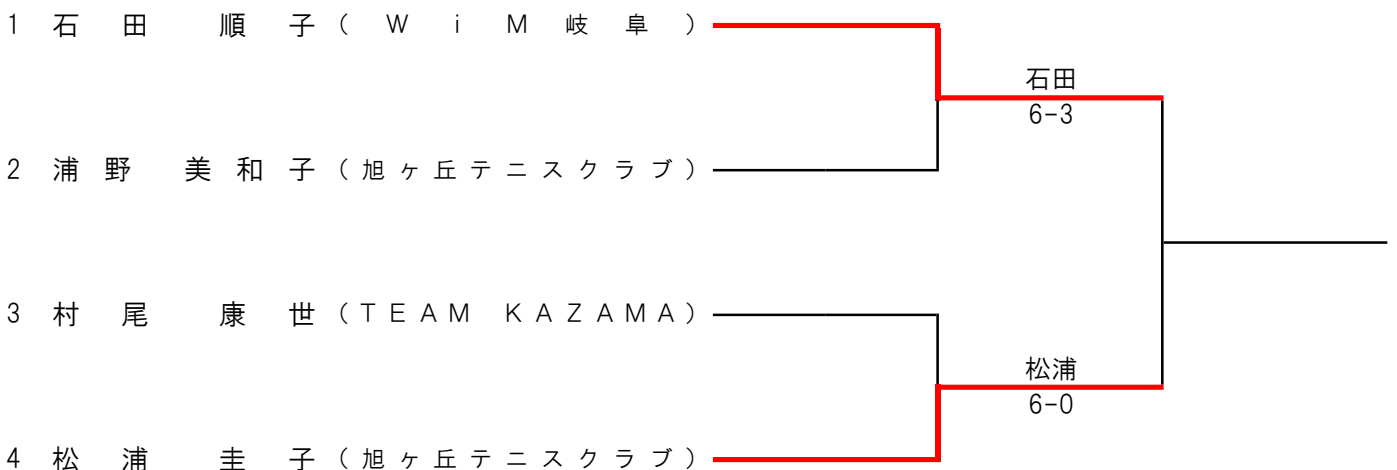 1 石田 順子(WiM岐阜)
石田
6-3
2 浦野 美和子(旭ヶ丘テニスクラブ)
3 村尾 康世(TEAM KAZAMA)
松浦
6-0
4 松浦 圭子(旭ヶ丘テニスクラブ)